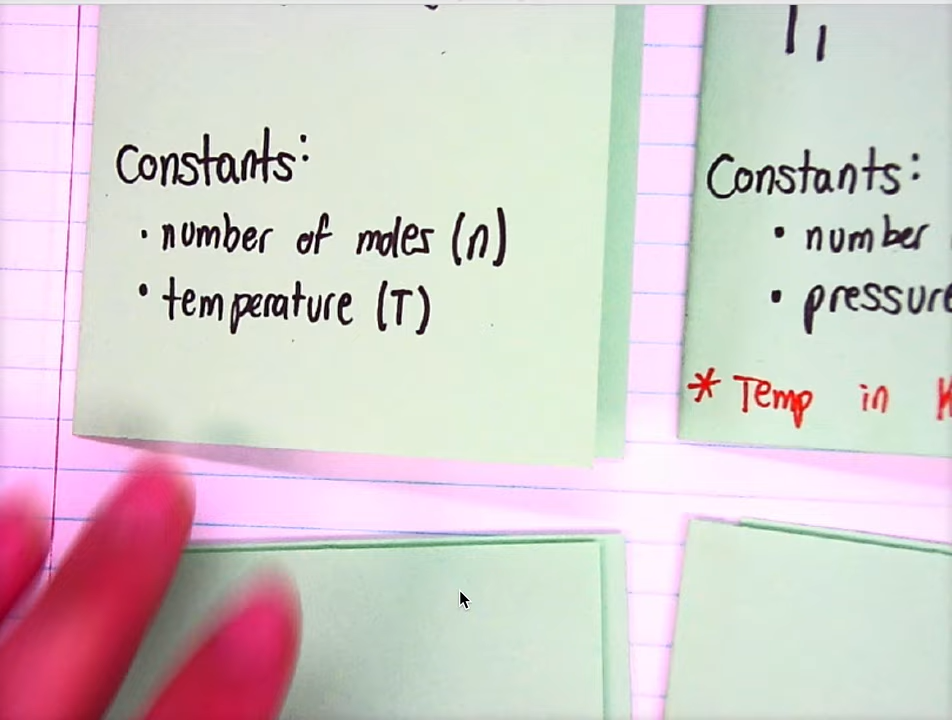 Constants:
• number of moles (n)
• temperature (T)
Constants:
• number
• pressure
* Temp in K